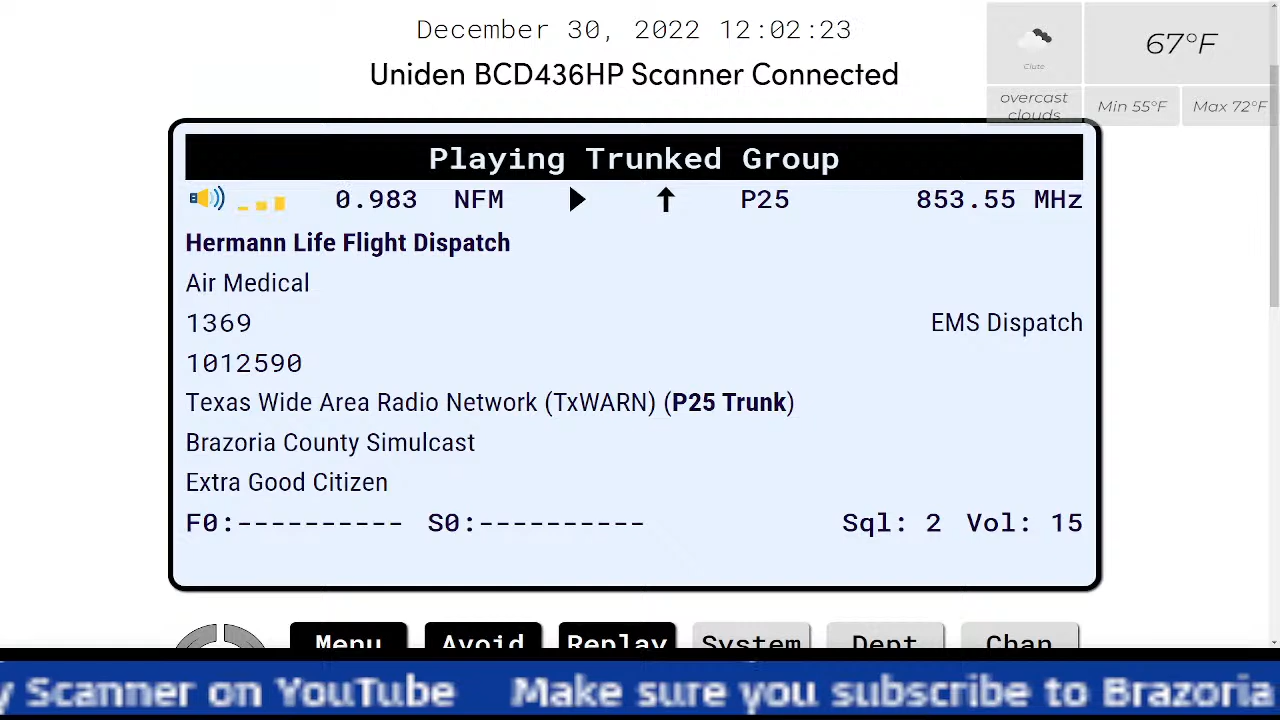 December 30, 2022 12:02:23
67°F
Clute
Uniden BCD436HP Scanner Connected
overcast clouds
Min 55°F
Max 72°F
Playing Trunked Group
0.983 NFM P25 853.55 MHz
Hermann Life Flight Dispatch
Air Medical
1369 EMS Dispatch
1012590
Texas Wide Area Radio Network (TxWARN) (P25 Trunk)
Brazoria County Simulcast
Extra Good Citizen
F0:---------- S0:---------- Sql: 2 Vol: 15
Menu Avoid Replay System Dept Chan
y Scanner on YouTube Make sure you subscribe to Brazoria